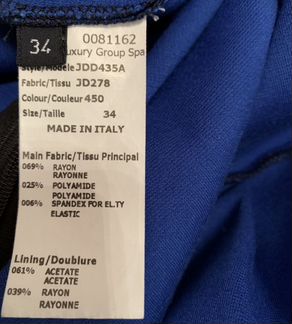 34
0081162
uxury Group Spa
Style/Modele JDD435A
Fabric/Tissu JD278
Colour/Couleur 450
Size/Taille 34
MADE IN ITALY
Main Fabric/Tissu Principal
069% RAYON
RAYONNE
025% POLYAMIDE
POLYAMIDE
006% SPANDEX FOR EL.TY
ELASTIC
Lining/Doublure
061% ACETATE
ACETATE
039% RAYON
RAYONNE